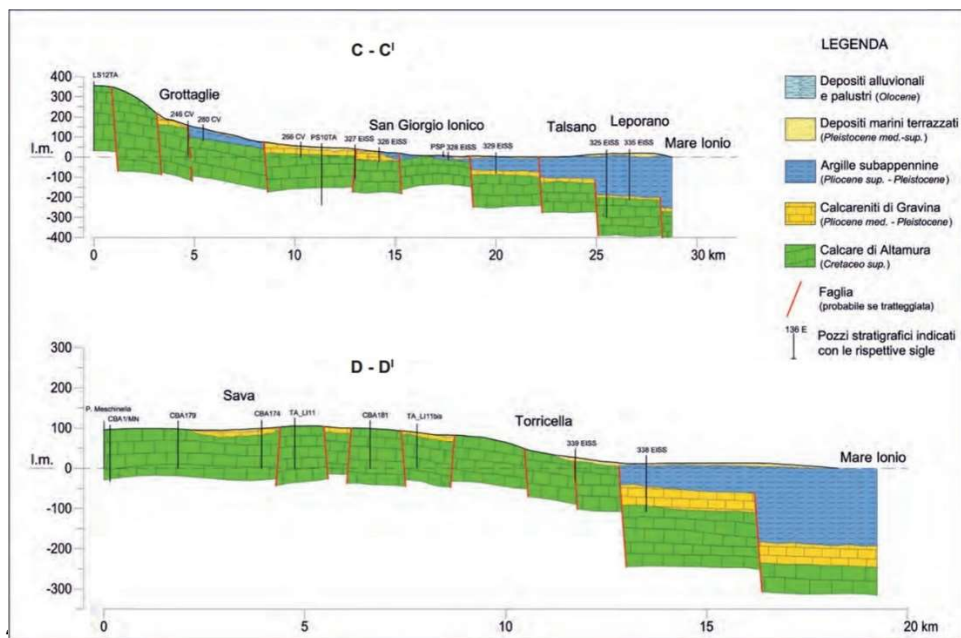 C - C'
LS12TA
Grottaglie
246 CV
280 CV
266 CV
PS10TA
327 EISS
326 EISS
San Giorgio Ionico
PSP
328 EISS
329 EISS
Talsano
Leporano
325 EISS
335 EISS
Mare Ionio
400
300
200
100
l.m.
0
-100
-200
-300
-400
0
5
10
15
20
25
30 km
D - D'
P. Meschinella
CBA1/MN
CBA179
Sava
CBA174
TA_LI11
CBA181
TA_LI11bis
Torricella
339 EISS
338 EISS
Mare Ionio
300
200
100
l.m.
0
-100
-200
-300
0
5
10
15
20 km
LEGENDA
Depositi alluvionali
e palustri (Olocene)
Depositi marini terrazzati
(Pleistocene med.-sup.)
Argille subappennine
(Pliocene sup. - Pleistocene)
Calcareniti di Gravina
(Pliocene med. - Pleistocene)
Calcare di Altamura
(Cretaceo sup.)
Faglia
(probabile se tratteggiata)
136 E
Pozzi stratigrafici indicati
con le rispettive sigle